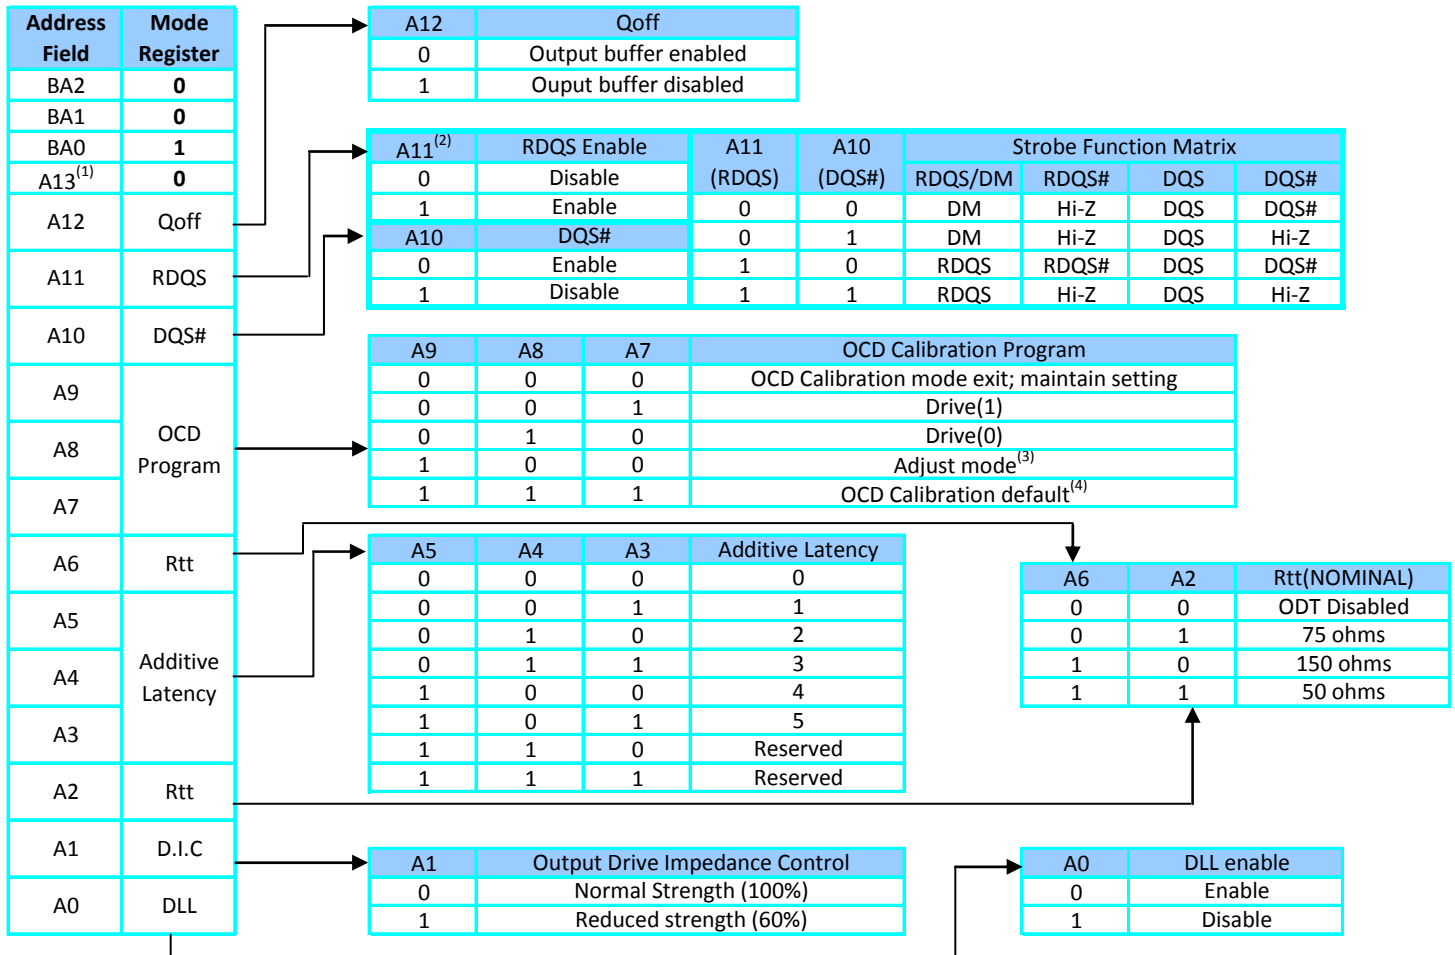 Address Field Mode Register
BA2 0
BA1 0
BA0 1
A13(1) 0
A12 Qoff
A11 RDQS
A10 DQS#
A9
A8 OCD Program
A7
A6 Rtt
A5
A4 Additive Latency
A3
A2 Rtt
A1 D.I.C
A0 DLL
A12 Qoff
0 Output buffer enabled
1 Ouput buffer disabled
A11(2) RDQS Enable
0 Disable
1 Enable
A10 DQS#
0 Enable
1 Disable
A11 A10 Strobe Function Matrix
(RDQS) (DQS#) RDQS/DM RDQS# DQS DQS#
0 0 DM Hi-Z DQS DQS#
0 1 DM Hi-Z DQS Hi-Z
1 0 RDQS RDQS# DQS DQS#
1 1 RDQS Hi-Z DQS Hi-Z
A9 A8 A7 OCD Calibration Program
0 0 0 OCD Calibration mode exit; maintain setting
0 0 1 Drive(1)
0 1 0 Drive(0)
1 0 0 Adjust mode(3)
1 1 1 OCD Calibration default(4)
A5 A4 A3 Additive Latency
0 0 0 0
0 0 1 1
0 1 0 2
0 1 1 3
1 0 0 4
1 0 1 5
1 1 0 Reserved
1 1 1 Reserved
A6 A2 Rtt(NOMINAL)
0 0 ODT Disabled
0 1 75 ohms
1 0 150 ohms
1 1 50 ohms
A1 Output Drive Impedance Control
0 Normal Strength (100%)
1 Reduced strength (60%)
A0 DLL enable
0 Enable
1 Disable